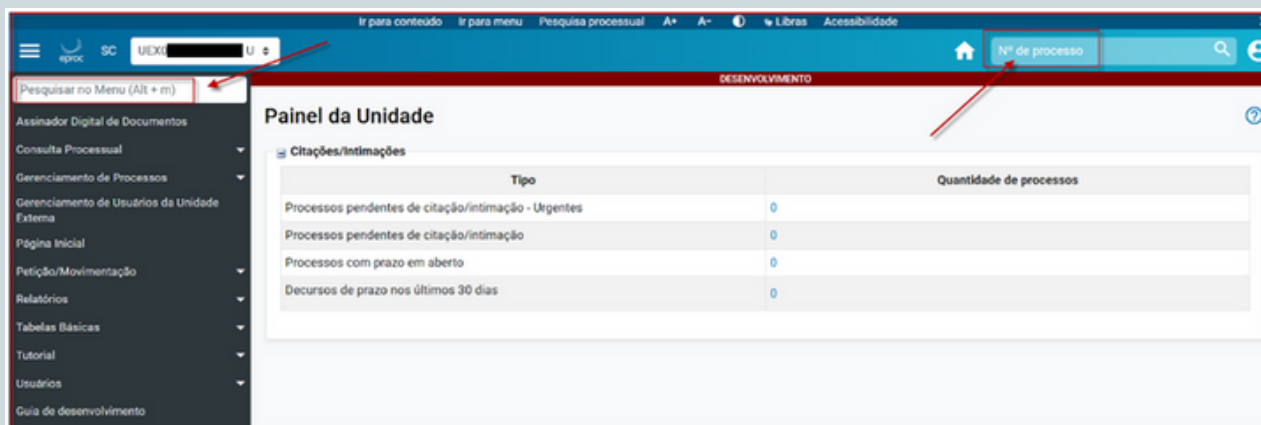 Ir para conteúdo Ir para menu Pesquisa processual A+ A- Libras Acessibilidade
eproc SC UEX0 U Nº de processo
DESENVOLVIMENTO
Pesquisar no Menu (Alt + m)
Assinador Digital de Documentos
Consulta Processual
Gerenciamento de Processos
Gerenciamento de Usuários da Unidade
Externa
Página Inicial
Petição/Movimentação
Relatórios
Tabelas Básicas
Tutorial
Usuários
Guia de desenvolvimento
Painel da Unidade
Citações/Intimações
Tipo Quantidade de processos
Processos pendentes de citação/intimação - Urgentes 0
Processos pendentes de citação/intimação 0
Processos com prazo em aberto 0
Decursos de prazo nos últimos 30 dias 0